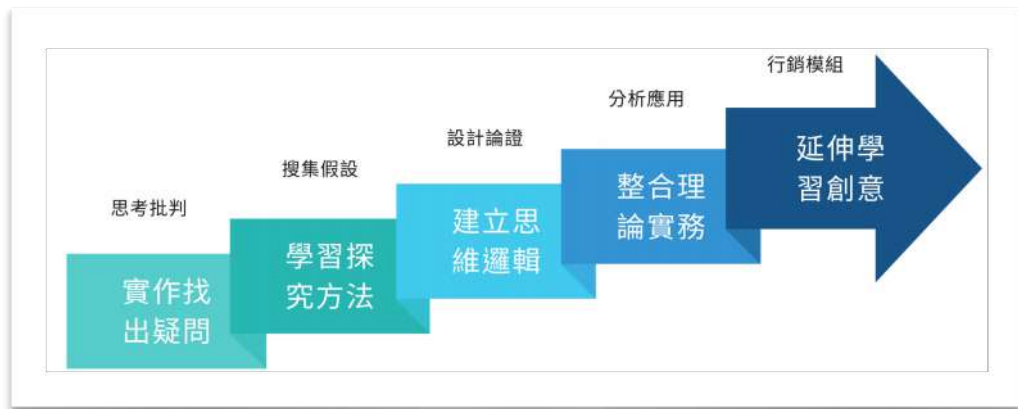 思考批判
實作找
出疑問
搜集假設
學習探
究方法
設計論證
建立思
維邏輯
分析應用
整合理
論實務
行銷模組
延伸學
習創意